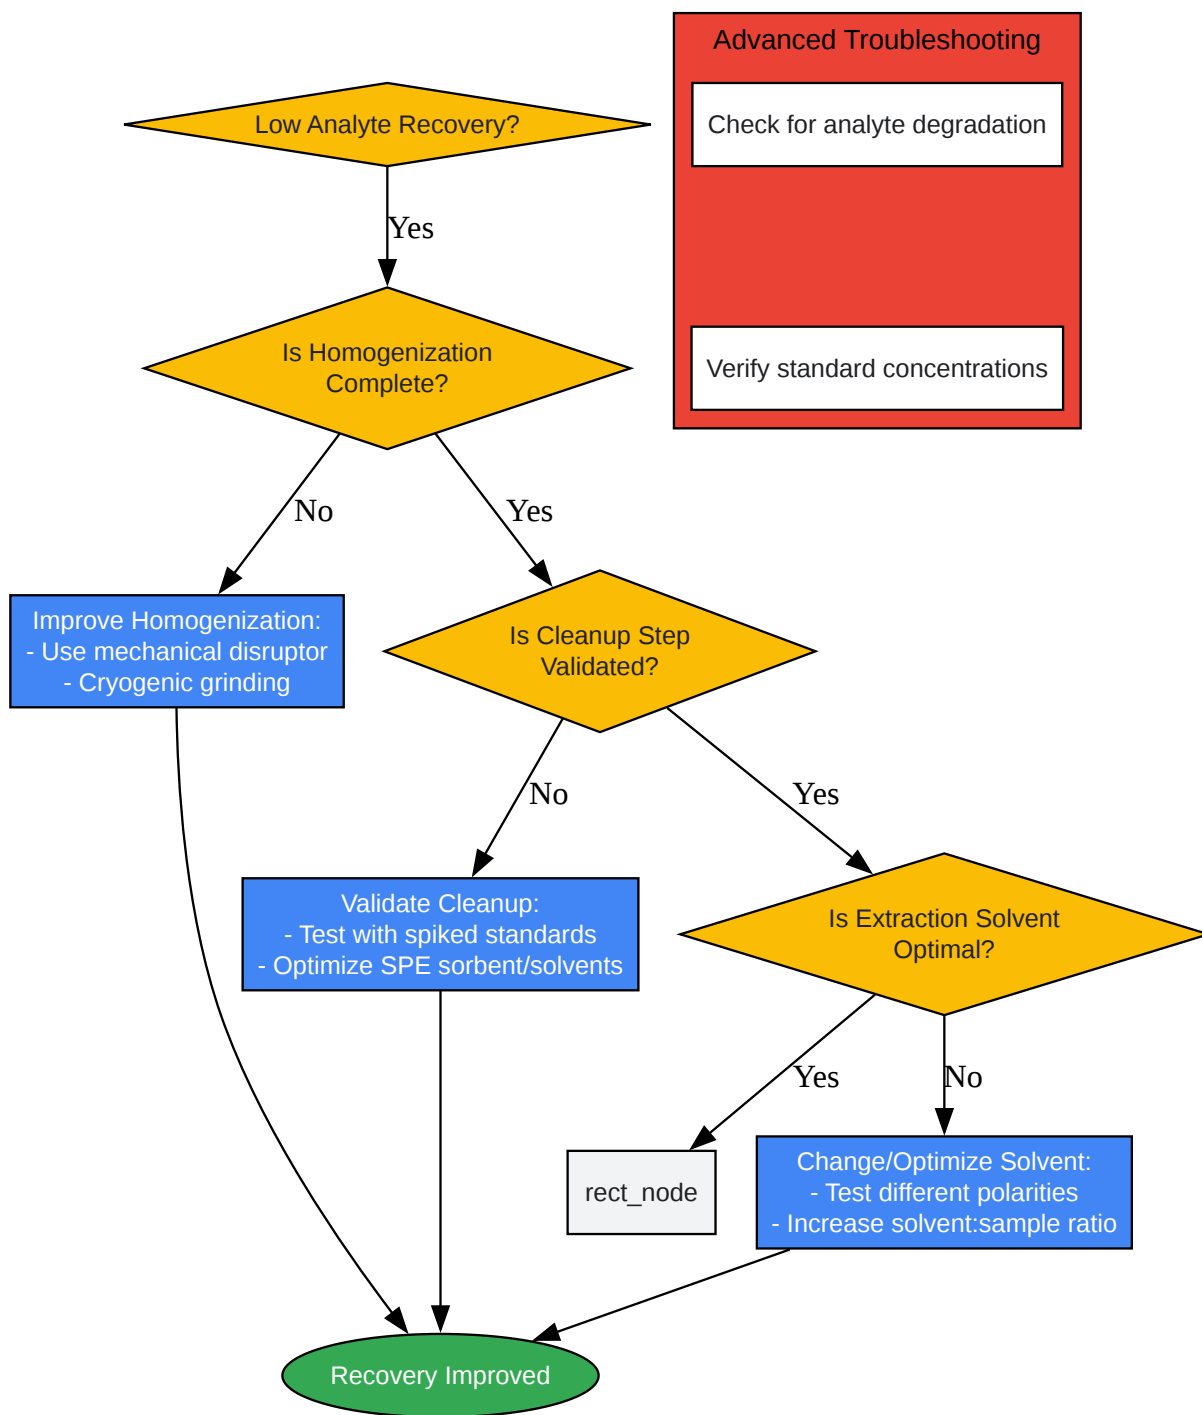 Advanced Troubleshooting
Low Analyte Recovery?
Check for analyte degradation
Yes
Is Homogenization
Complete?
Verify standard concentrations
No
Yes
Improve Homogenization:
- Use mechanical disruptor
- Cryogenic grinding
Is Cleanup Step
Validated?
No
Yes
Validate Cleanup:
- Test with spiked standards
- Optimize SPE sorbent/solvents
Is Extraction Solvent
Optimal?
Yes
No
rect_node
Change/Optimize Solvent:
- Test different polarities
- Increase solvent:sample ratio
Recovery Improved